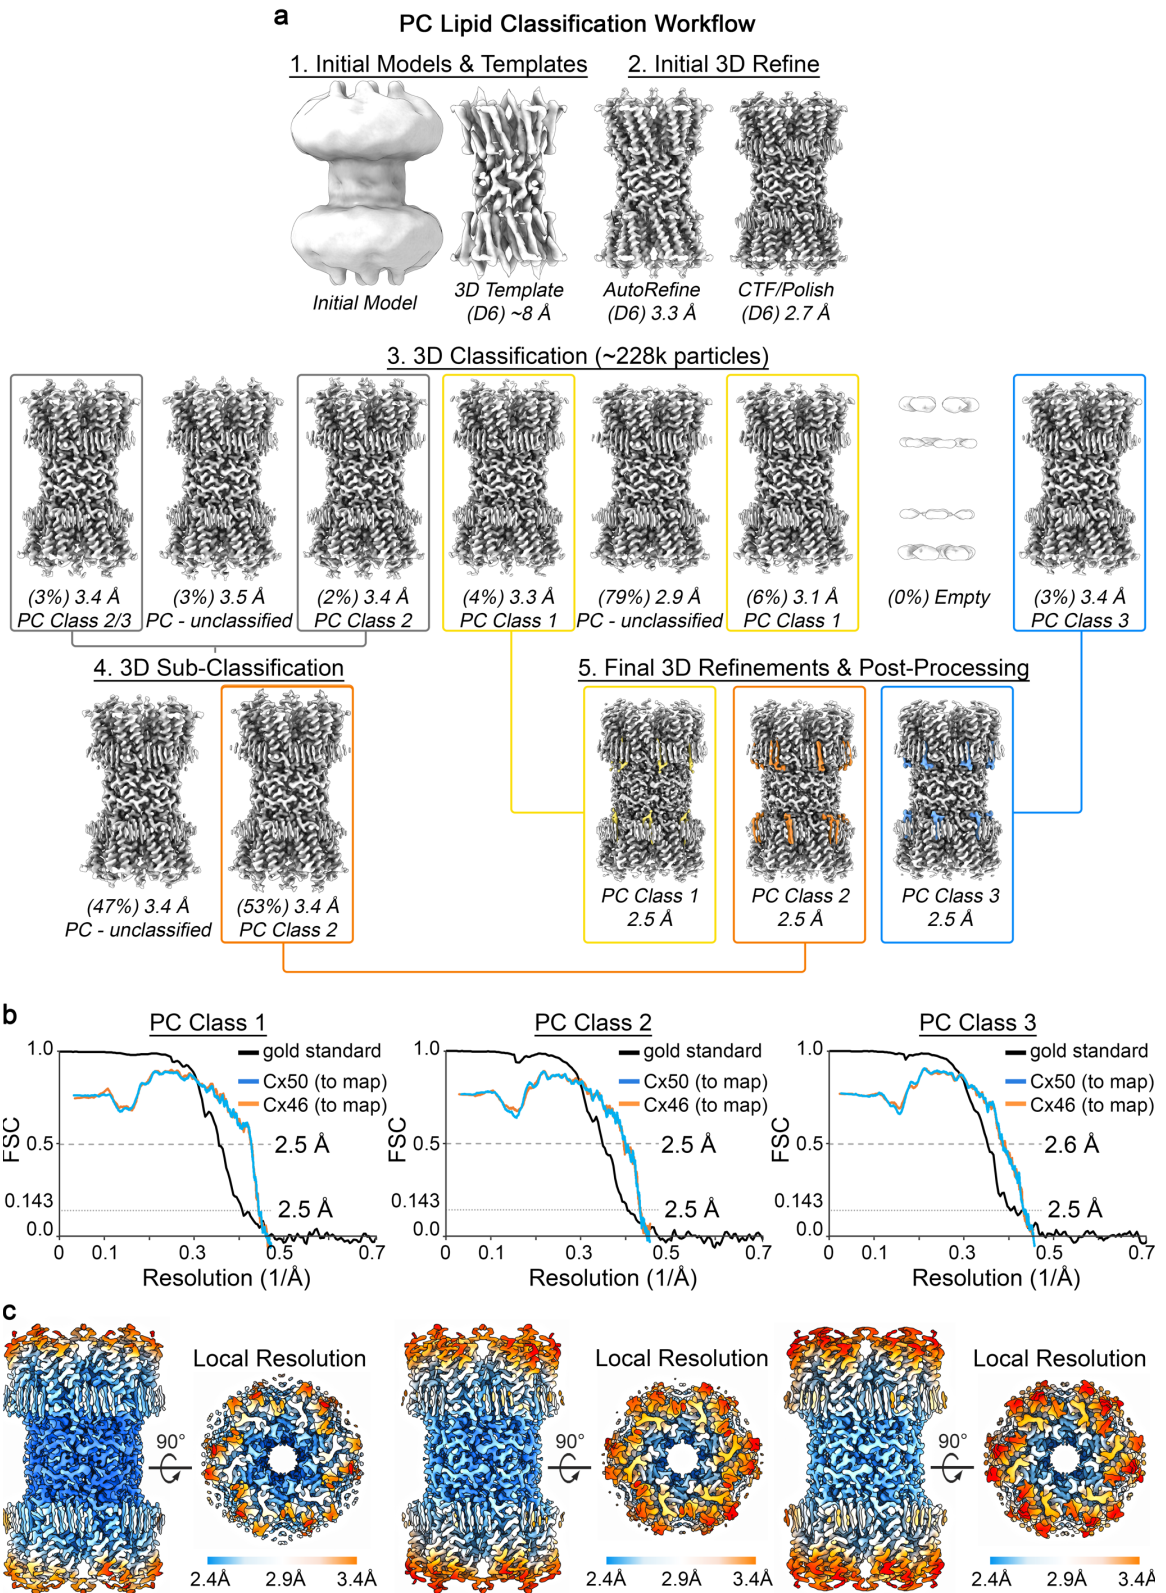 a
PC Lipid Classification Workflow
1. Initial Models & Templates
2. Initial 3D Refine
Initial Model
3D Template
(D6) ~8 Å
AutoRefine
(D6) 3.3 Å
CTF/Polish
(D6) 2.7 Å
3. 3D Classification (~228k particles)
(3%) 3.4 Å
PC Class 2/3
(3%) 3.5 Å
PC - unclassified
(2%) 3.4 Å
PC Class 2
(4%) 3.3 Å
PC Class 1
(79%) 2.9 Å
PC - unclassified
(6%) 3.1 Å
PC Class 1
(0%) Empty
(3%) 3.4 Å
PC Class 3
4. 3D Sub-Classification
5. Final 3D Refinements & Post-Processing
(47%) 3.4 Å
PC - unclassified
(53%) 3.4 Å
PC Class 2
PC Class 1
2.5 Å
PC Class 2
2.5 Å
PC Class 3
2.5 Å
b
PC Class 1
1.0
gold standard
Cx50 (to map)
Cx46 (to map)
FSC
0.5
2.5 Å
0.143
2.5 Å
0.0
0 0.1 0.3 0.5 0.7
Resolution (1/Å)
PC Class 2
1.0
gold standard
Cx50 (to map)
Cx46 (to map)
FSC
0.5
2.5 Å
0.143
2.5 Å
0.0
0 0.1 0.3 0.5 0.7
Resolution (1/Å)
PC Class 3
1.0
gold standard
Cx50 (to map)
Cx46 (to map)
FSC
0.5
2.6 Å
0.143
2.5 Å
0.0
0 0.1 0.3 0.5 0.7
Resolution (1/Å)
c
Local Resolution
90°
2.4Å 2.9Å 3.4Å
Local Resolution
90°
2.4Å 2.9Å 3.4Å
Local Resolution
90°
2.4Å 2.9Å 3.4Å